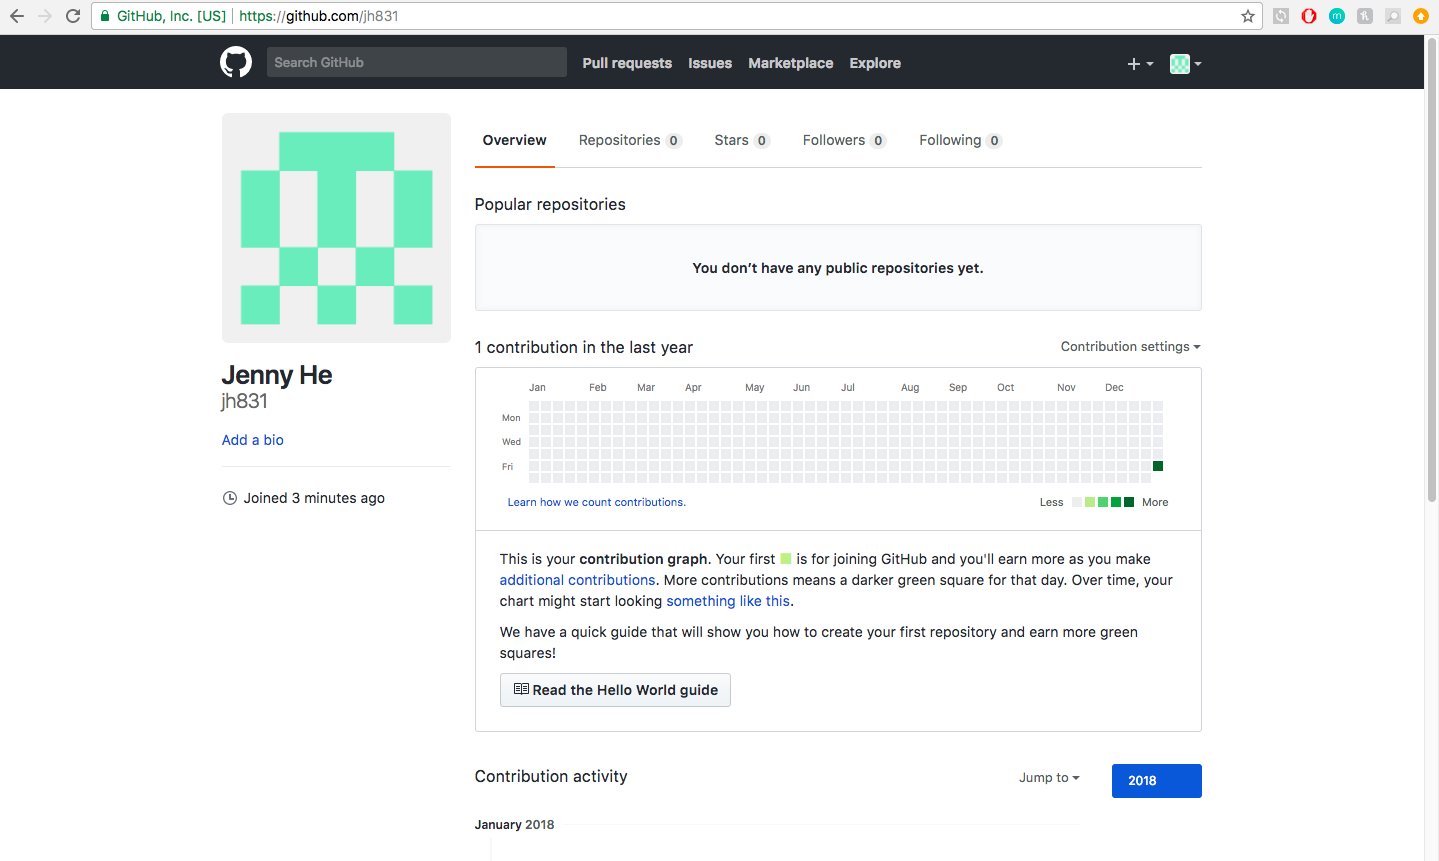 GitHub, Inc. [US] https://github.com/jh831
m
Search GitHub
Pull requests Issues Marketplace Explore
Overview Repositories 0 Stars 0 Followers 0 Following 0
Popular repositories
You don’t have any public repositories yet.
1 contribution in the last year
Contribution settings
Jenny He
jh831
Add a bio
Joined 3 minutes ago
Jan Feb Mar Apr May Jun Jul Aug Sep Oct Nov Dec
Mon
Wed
Fri
Learn how we count contributions.
Less More
This is your contribution graph. Your first is for joining GitHub and you'll earn more as you make
additional contributions. More contributions means a darker green square for that day. Over time, your
chart might start looking something like this.
We have a quick guide that will show you how to create your first repository and earn more green
squares!
Read the Hello World guide
Contribution activity
Jump to
2018
January 2018